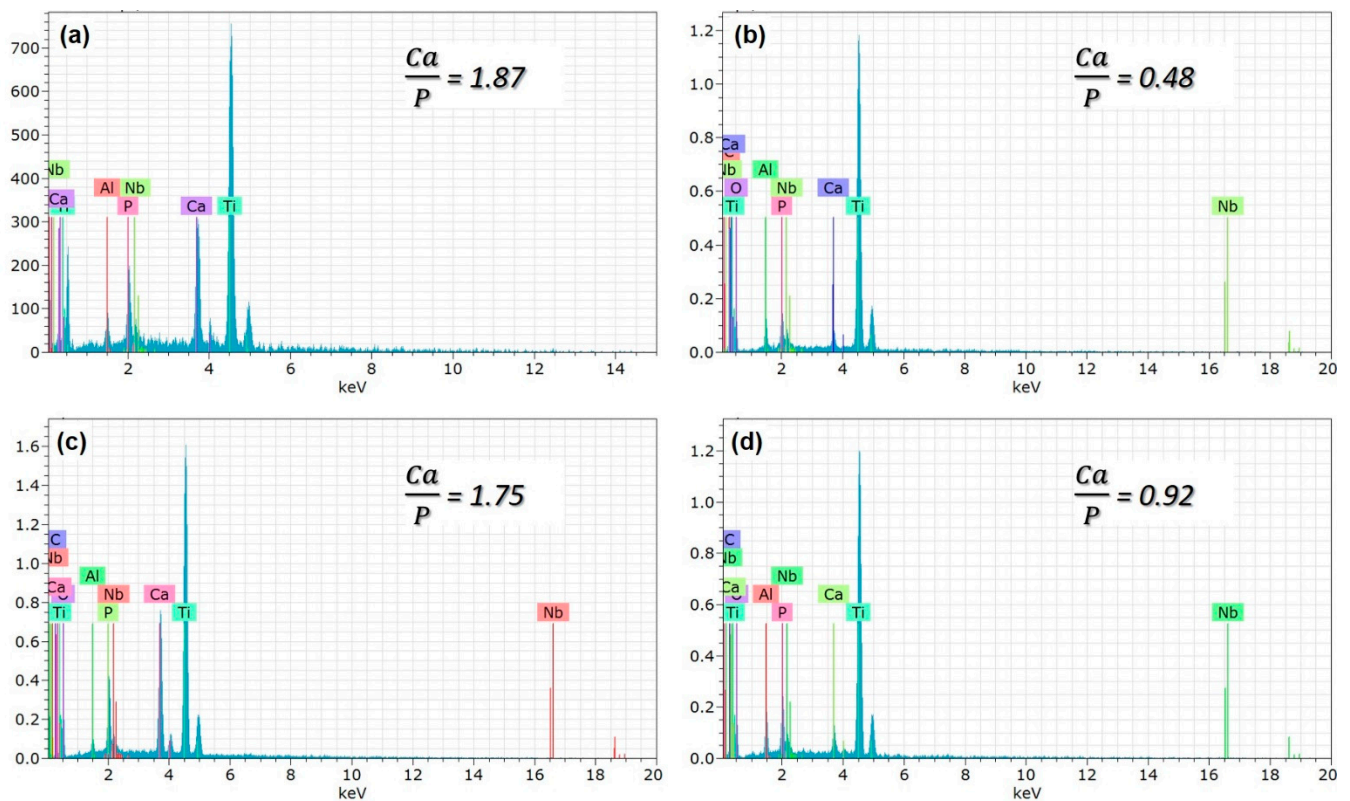 (a)
Ca/P = 1.87
700
600
500
400
300
200
100
0
Nb
Ca
Al
Nb
P
Ca
Ti
2 4 6 8 10 12 14
keV
(b)
Ca/P = 0.48
1.2
1.0
0.8
0.6
0.4
0.2
0.0
Ca
Nb
O
Ti
Al
Nb
P
Ca
Ti
Nb
2 4 6 8 10 12 14 16 18 20
keV
(c)
Ca/P = 1.75
1.6
1.4
1.2
1.0
0.8
0.6
0.4
0.2
0.0
C
Nb
Ca
Ti
Al
Nb
P
Ca
Ti
Nb
2 4 6 8 10 12 14 16 18 20
keV
(d)
Ca/P = 0.92
1.2
1.0
0.8
0.6
0.4
0.2
0.0
C
Nb
Ca
Ti
Al
Nb
P
Ca
Ti
Nb
2 4 6 8 10 12 14 16 18 20
keV